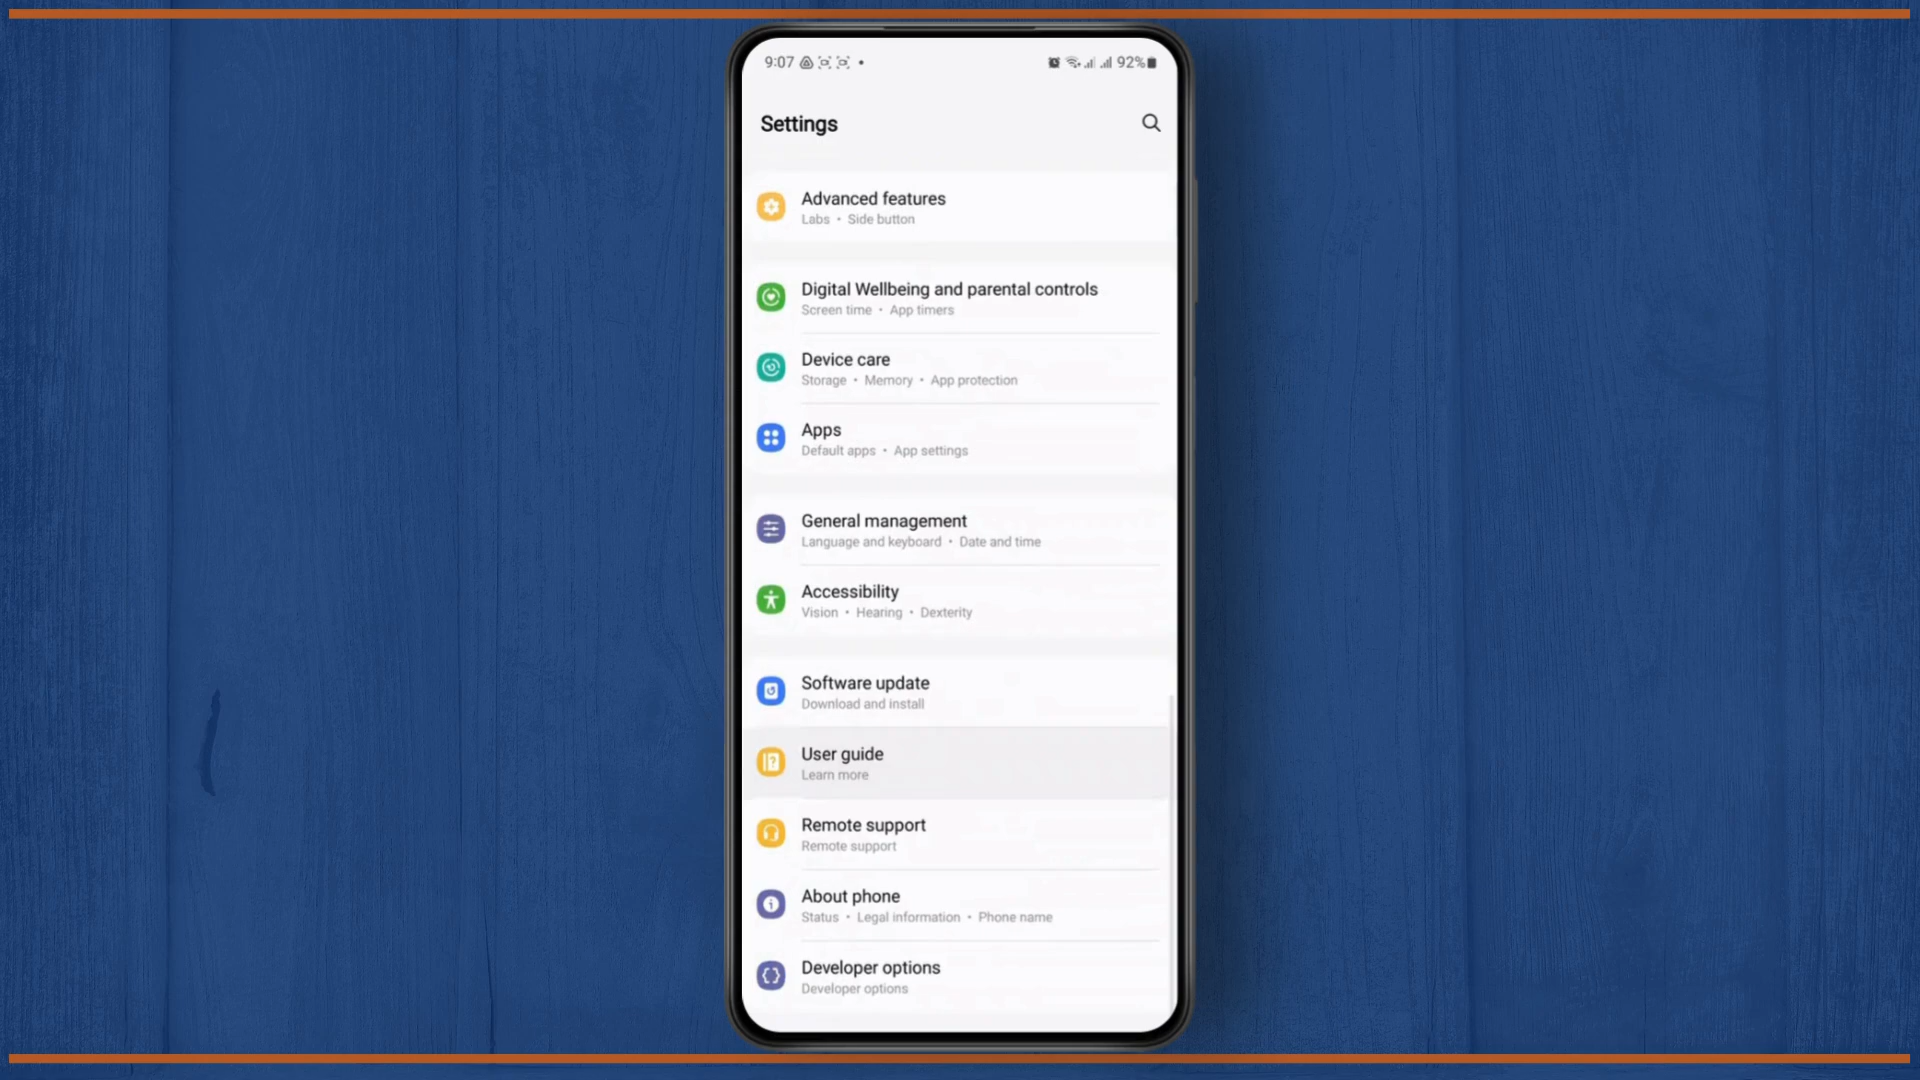 9:07 92%
Settings
Advanced features
Labs • Side button
Digital Wellbeing and parental controls
Screen time • App timers
Device care
Storage • Memory • App protection
Apps
Default apps • App settings
General management
Language and keyboard • Date and time
Accessibility
Vision • Hearing • Dexterity
Software update
Download and install
User guide
Learn more
Remote support
Remote support
About phone
Status • Legal information • Phone name
Developer options
Developer options